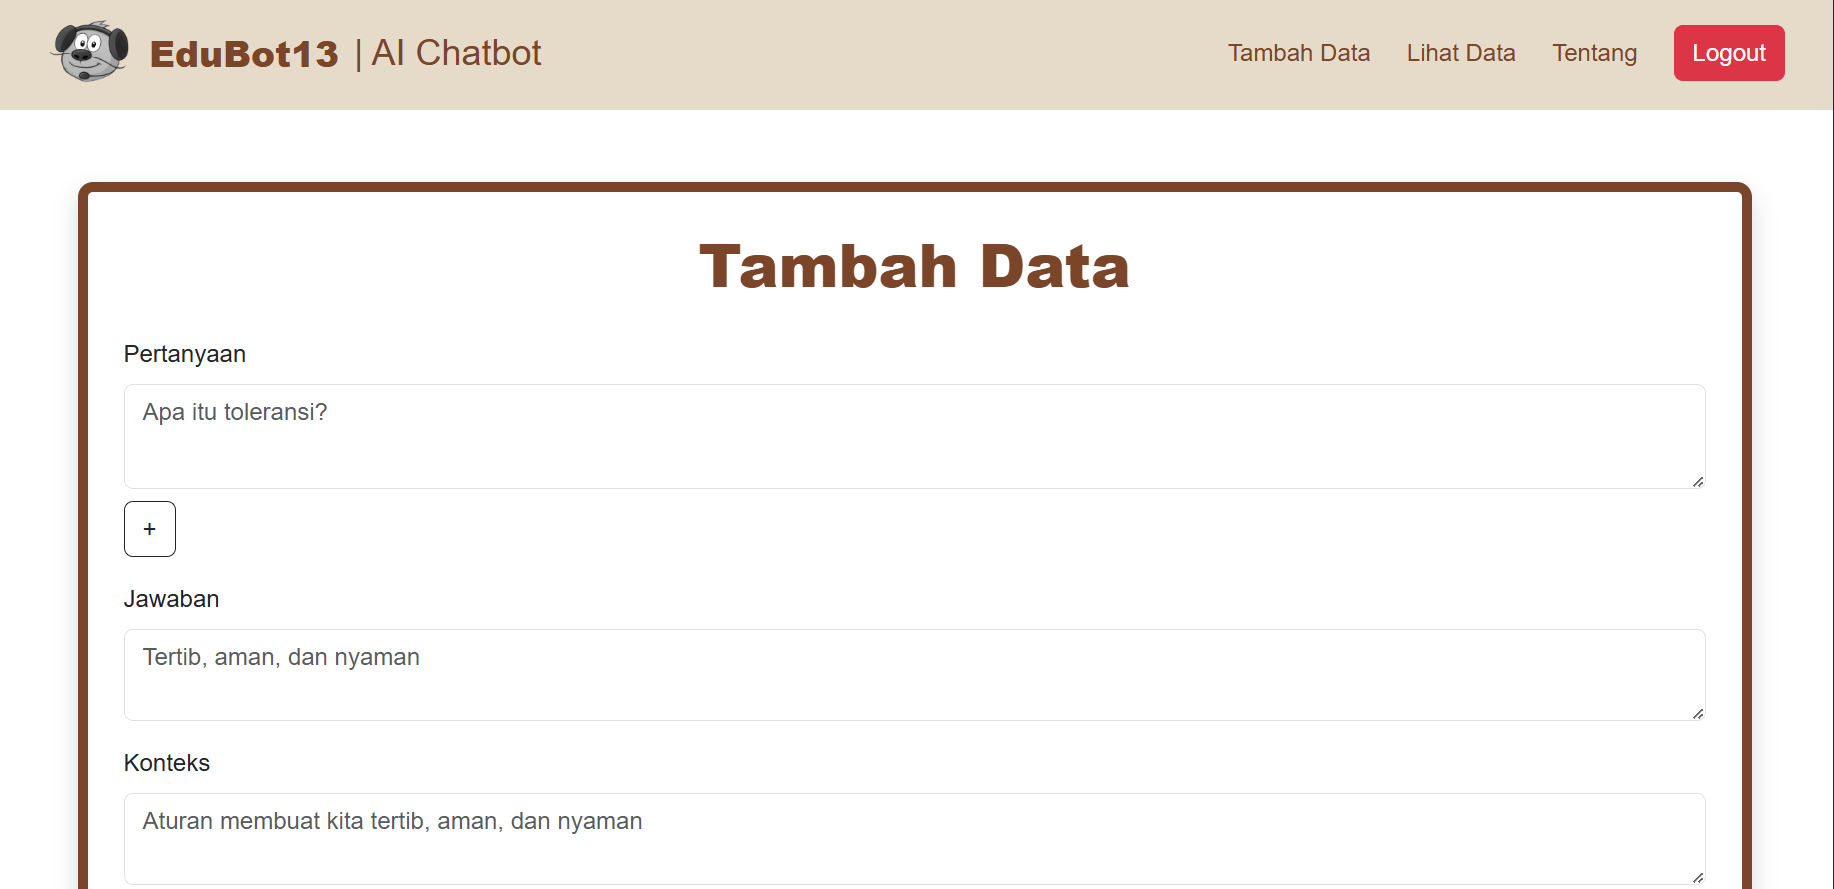 EduBot13 | AI Chatbot
Tambah Data
Lihat Data
Tentang
Logout
Tambah Data
Pertanyaan
Apa itu toleransi?
+
Jawaban
Tertib, aman, dan nyaman
Konteks
Aturan membuat kita tertib, aman, dan nyaman